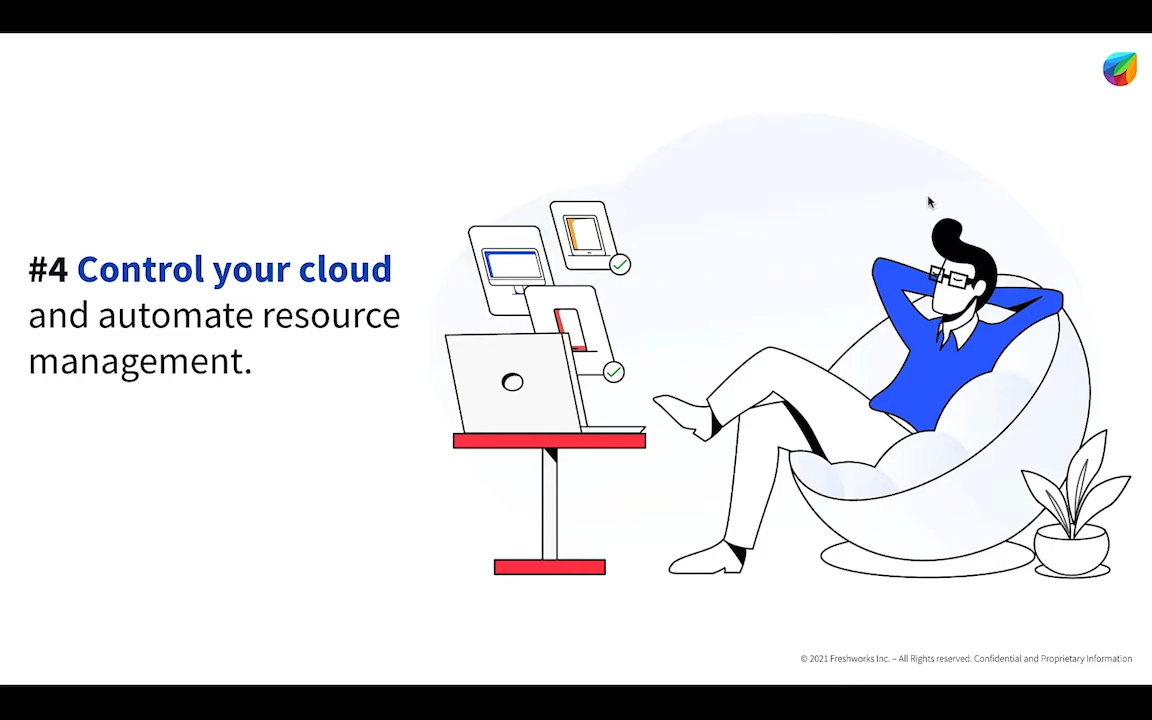 #4 Control your cloud
and automate resource
management.
© 2021 Freshworks Inc. – All Rights reserved. Confidential and Proprietary Information